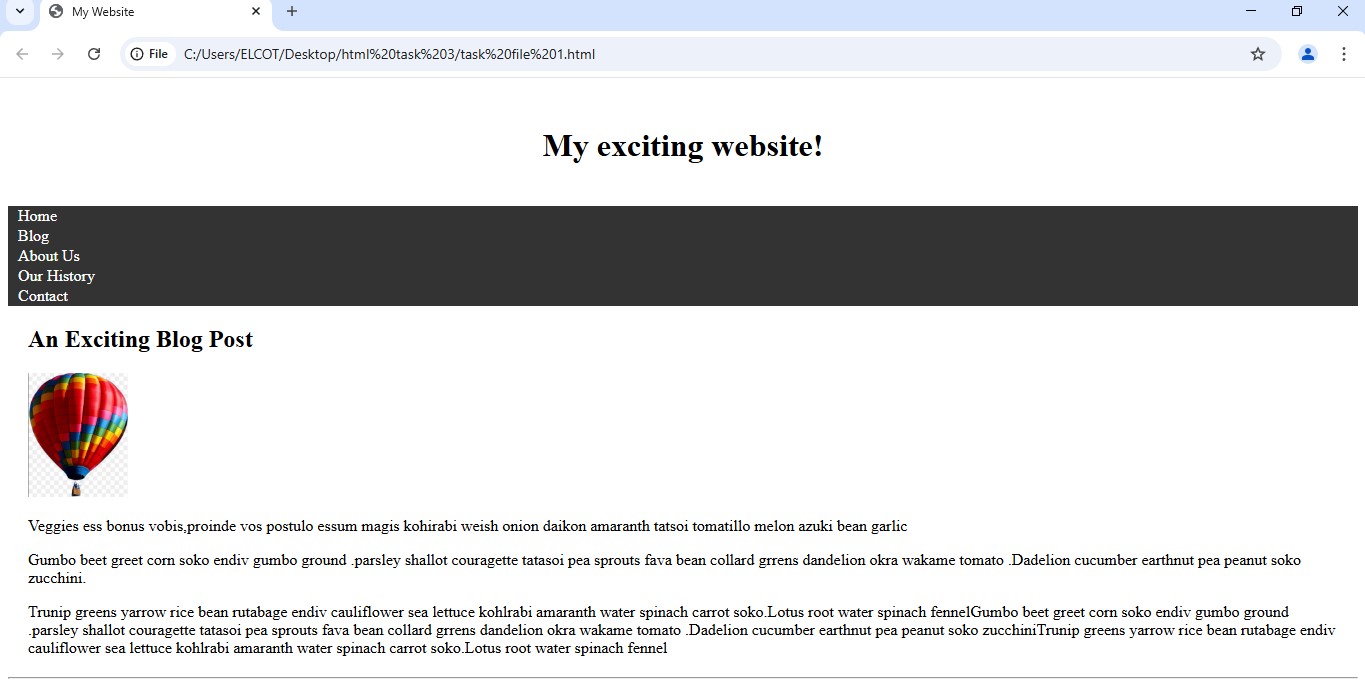 My Website
File
C:/Users/ELCOT/Desktop/html%20task%203/task%20file%201.html
My exciting website!
Home
Blog
About Us
Our History
Contact
An Exciting Blog Post
Veggies ess bonus vobis,proinde vos postulo essum magis kohirabi weish onion daikon amaranth tatsoi tomatillo melon azuki bean garlic
Gumbo beet greet corn soko endiv gumbo ground .parsley shallot couragette tatasoi pea sprouts fava bean collard grrens dandelion okra wakame tomato .Dadelion cucumber earthnut pea peanut soko
zucchini.
Trunip greens yarrow rice bean rutabage endiv cauliflower sea lettuce kohlrabi amaranth water spinach carrot soko.Lotus root water spinach fennelGumbo beet greet corn soko endiv gumbo ground
.parsley shallot couragette tatasoi pea sprouts fava bean collard grrens dandelion okra wakame tomato .Dadelion cucumber earthnut pea peanut soko zucchiniTrunip greens yarrow rice bean rutabage endiv
cauliflower sea lettuce kohlrabi amaranth water spinach carrot soko.Lotus root water spinach fennel